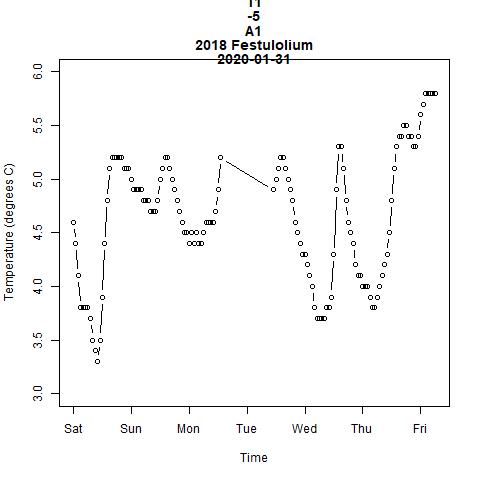 T1
-5
A1
2018 Festulolium
2020-01-31
6.0
5.5
5.0
4.5
4.0
3.5
3.0
Temperature (degrees C)
Sat Sun Mon Tue Wed Thu Fri
Time